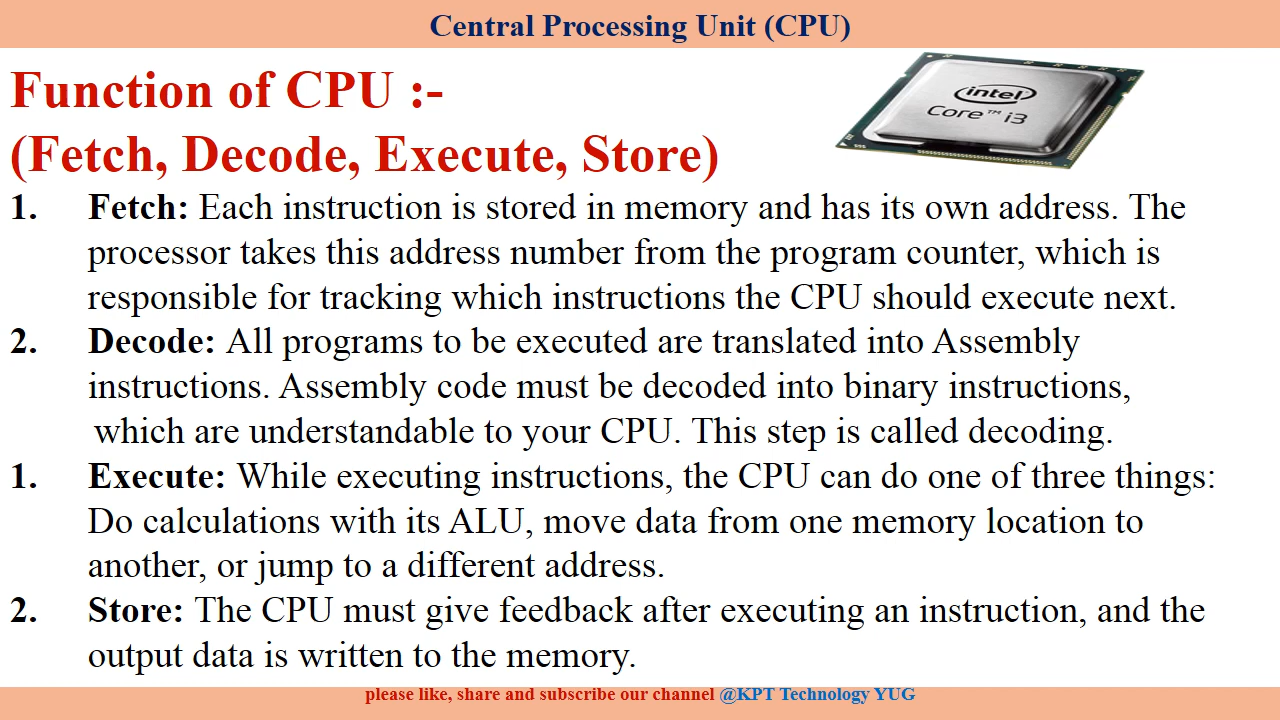 Central Processing Unit (CPU)
Function of CPU :-
(Fetch, Decode, Execute, Store)
intel
Core™ i3
1. Fetch: Each instruction is stored in memory and has its own address. The
processor takes this address number from the program counter, which is
responsible for tracking which instructions the CPU should execute next.
2. Decode: All programs to be executed are translated into Assembly
instructions. Assembly code must be decoded into binary instructions,
which are understandable to your CPU. This step is called decoding.
1. Execute: While executing instructions, the CPU can do one of three things:
Do calculations with its ALU, move data from one memory location to
another, or jump to a different address.
2. Store: The CPU must give feedback after executing an instruction, and the
output data is written to the memory.
please like, share and subscribe our channel @KPT Technology YUG